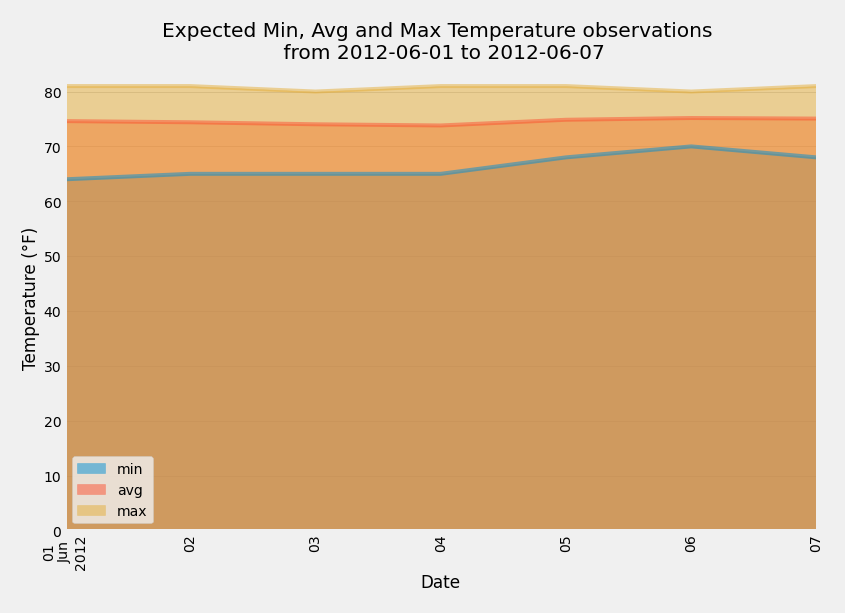 Expected Min, Avg and Max Temperature observations
from 2012-06-01 to 2012-06-07
Temperature (°F)
80
70
60
50
40
30
20
10
0
min
avg
max
01
Jun
2012
02
03
04
05
06
07
Date